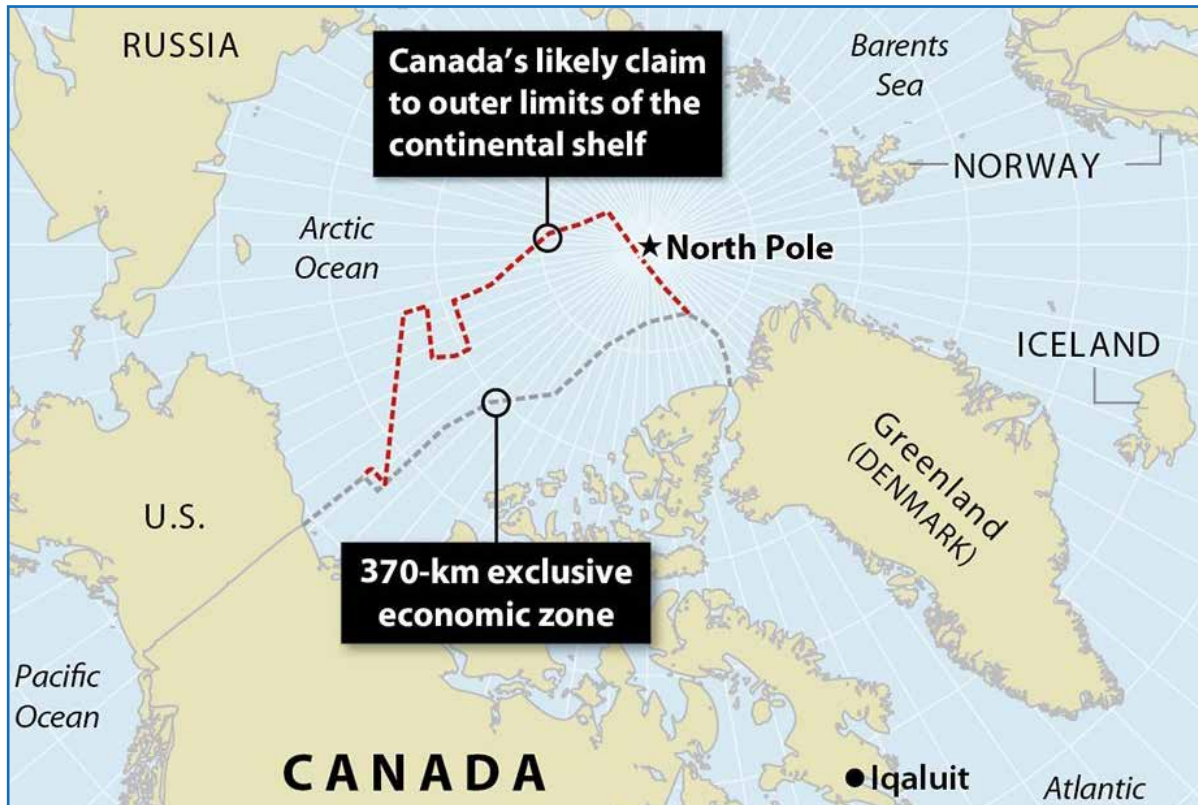 RUSSIA
Canada’s likely claim
to outer limits of the
continental shelf
Barents
Sea
NORWAY
Arctic
Ocean
North Pole
ICELAND
Greenland
(DENMARK)
U.S.
370-km exclusive
economic zone
Pacific
Ocean
CANADA
Iqaluit
Atlantic